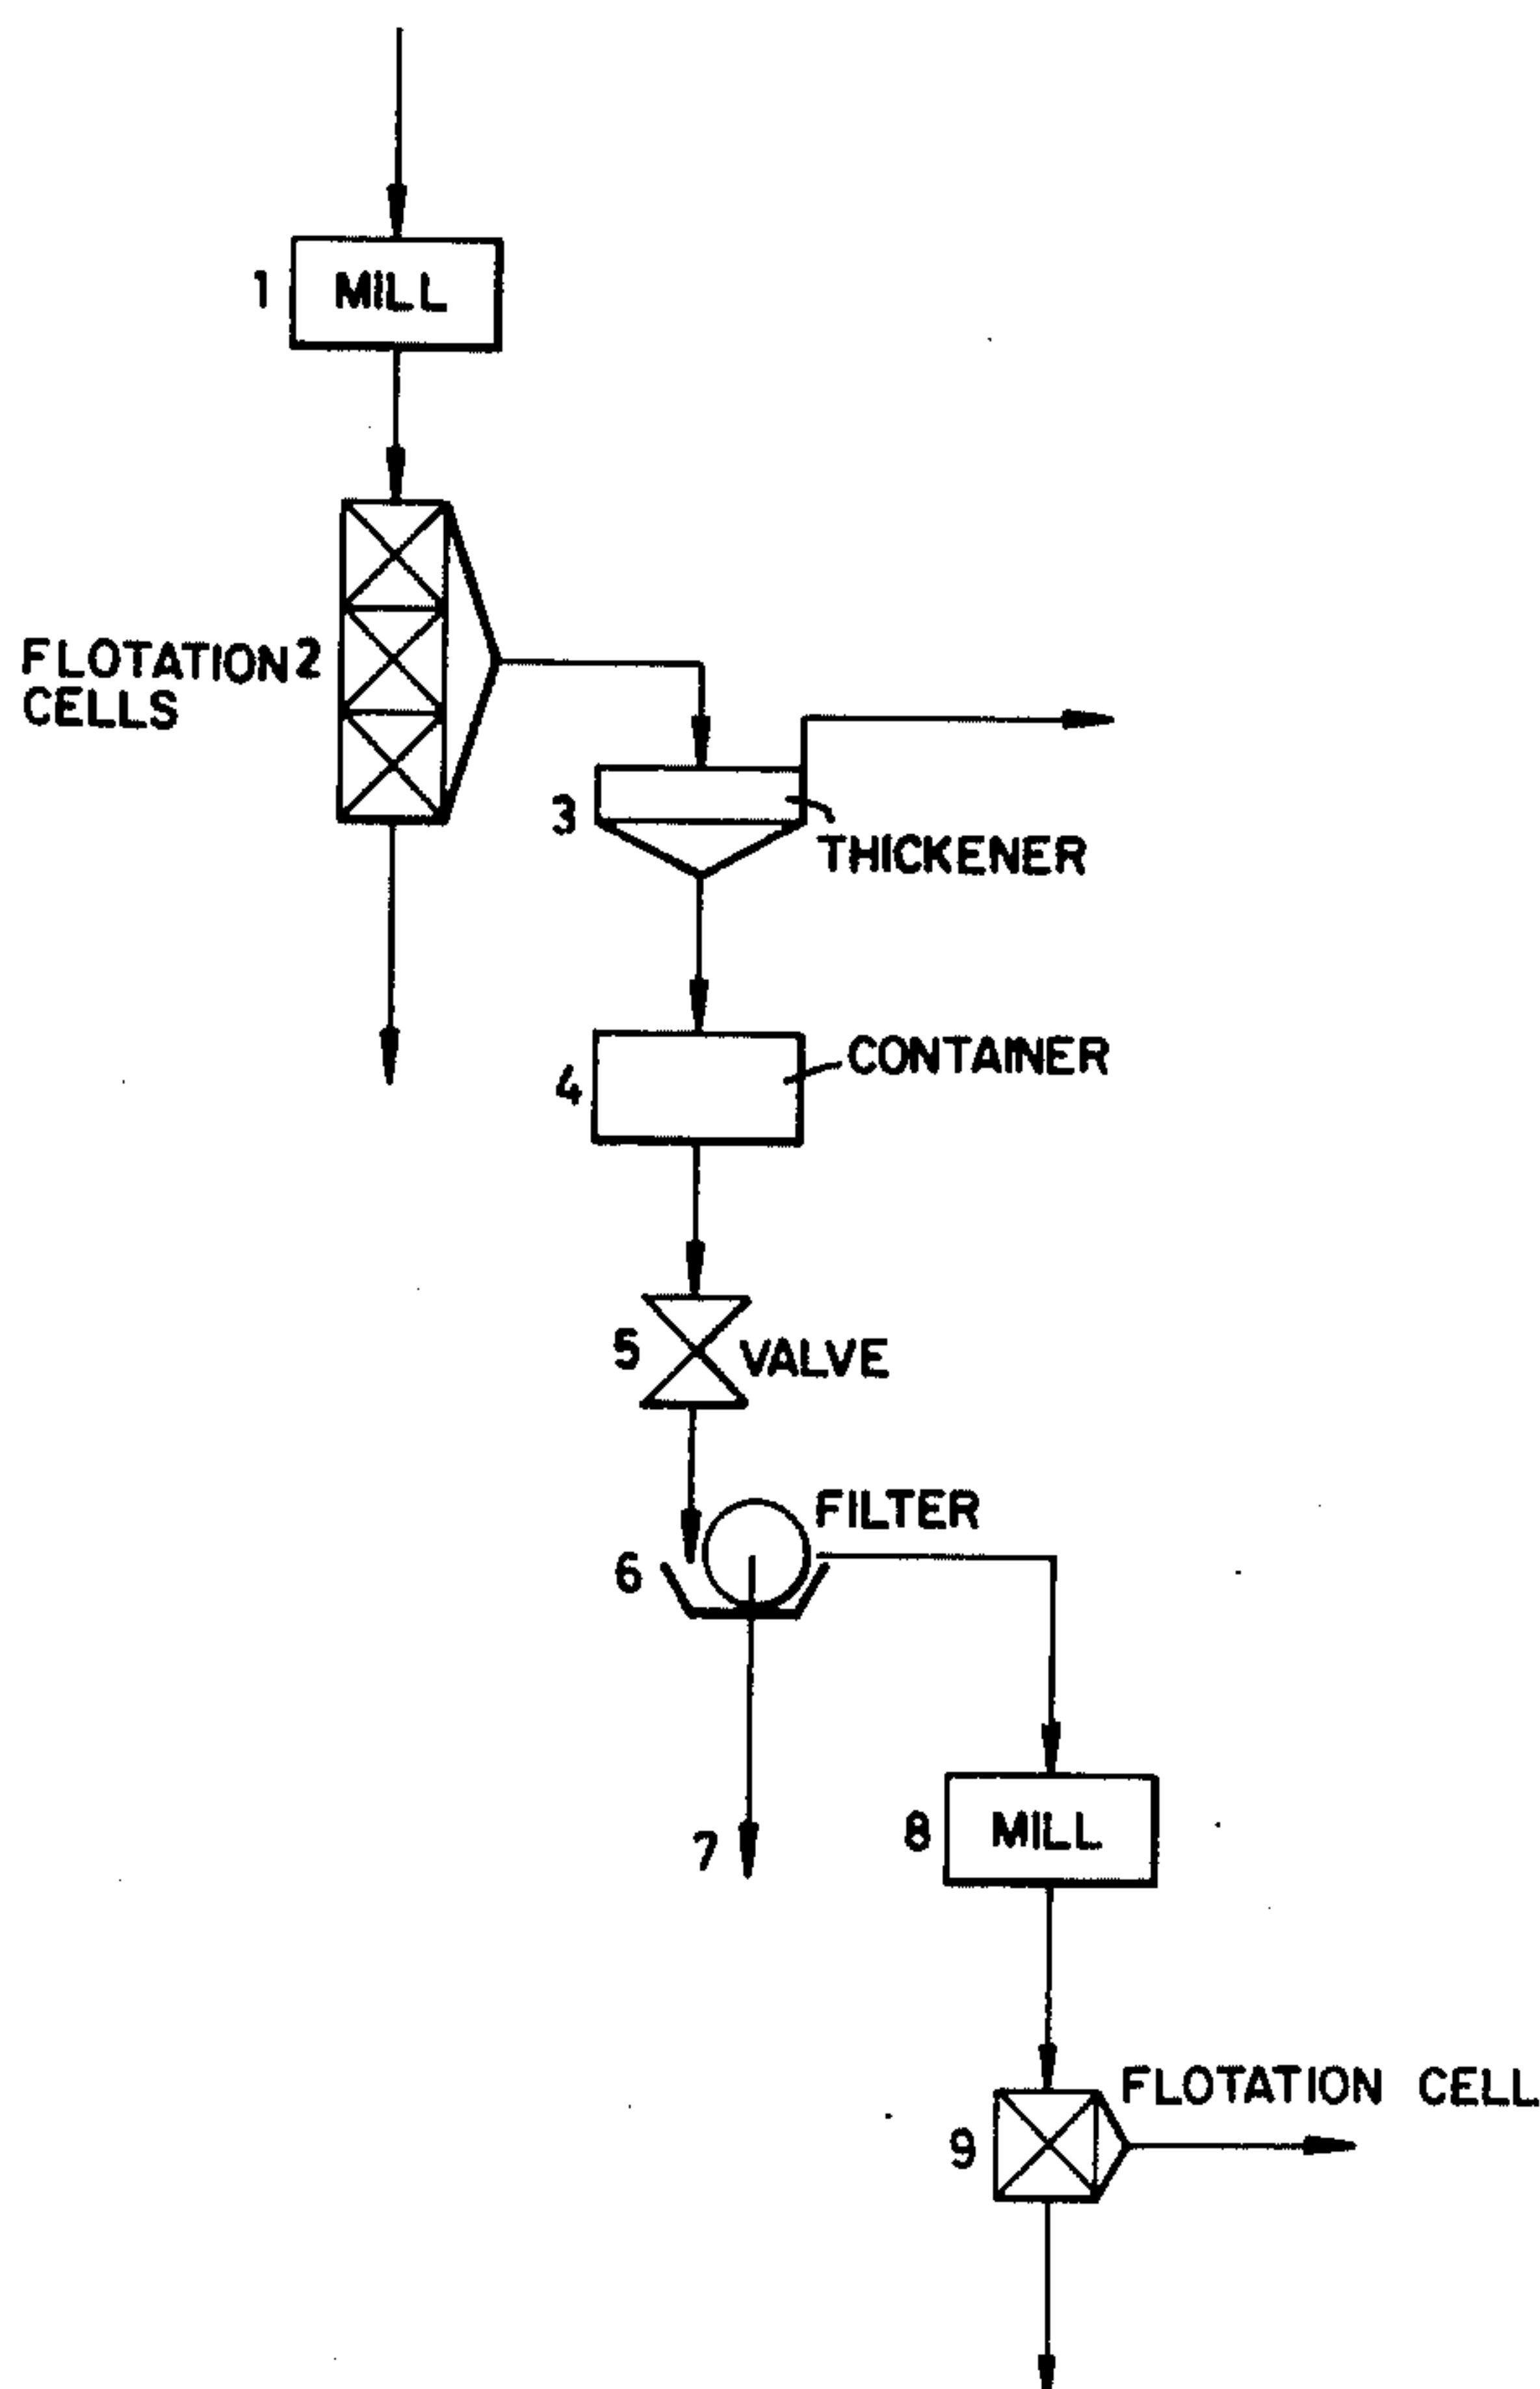 1 MILL
FLOTATION 2
CELLS
3
THICKENER
4 CONTAINER
5 VALVE
FILTER
6
7
8 MILL
FLOTATION CELL
9